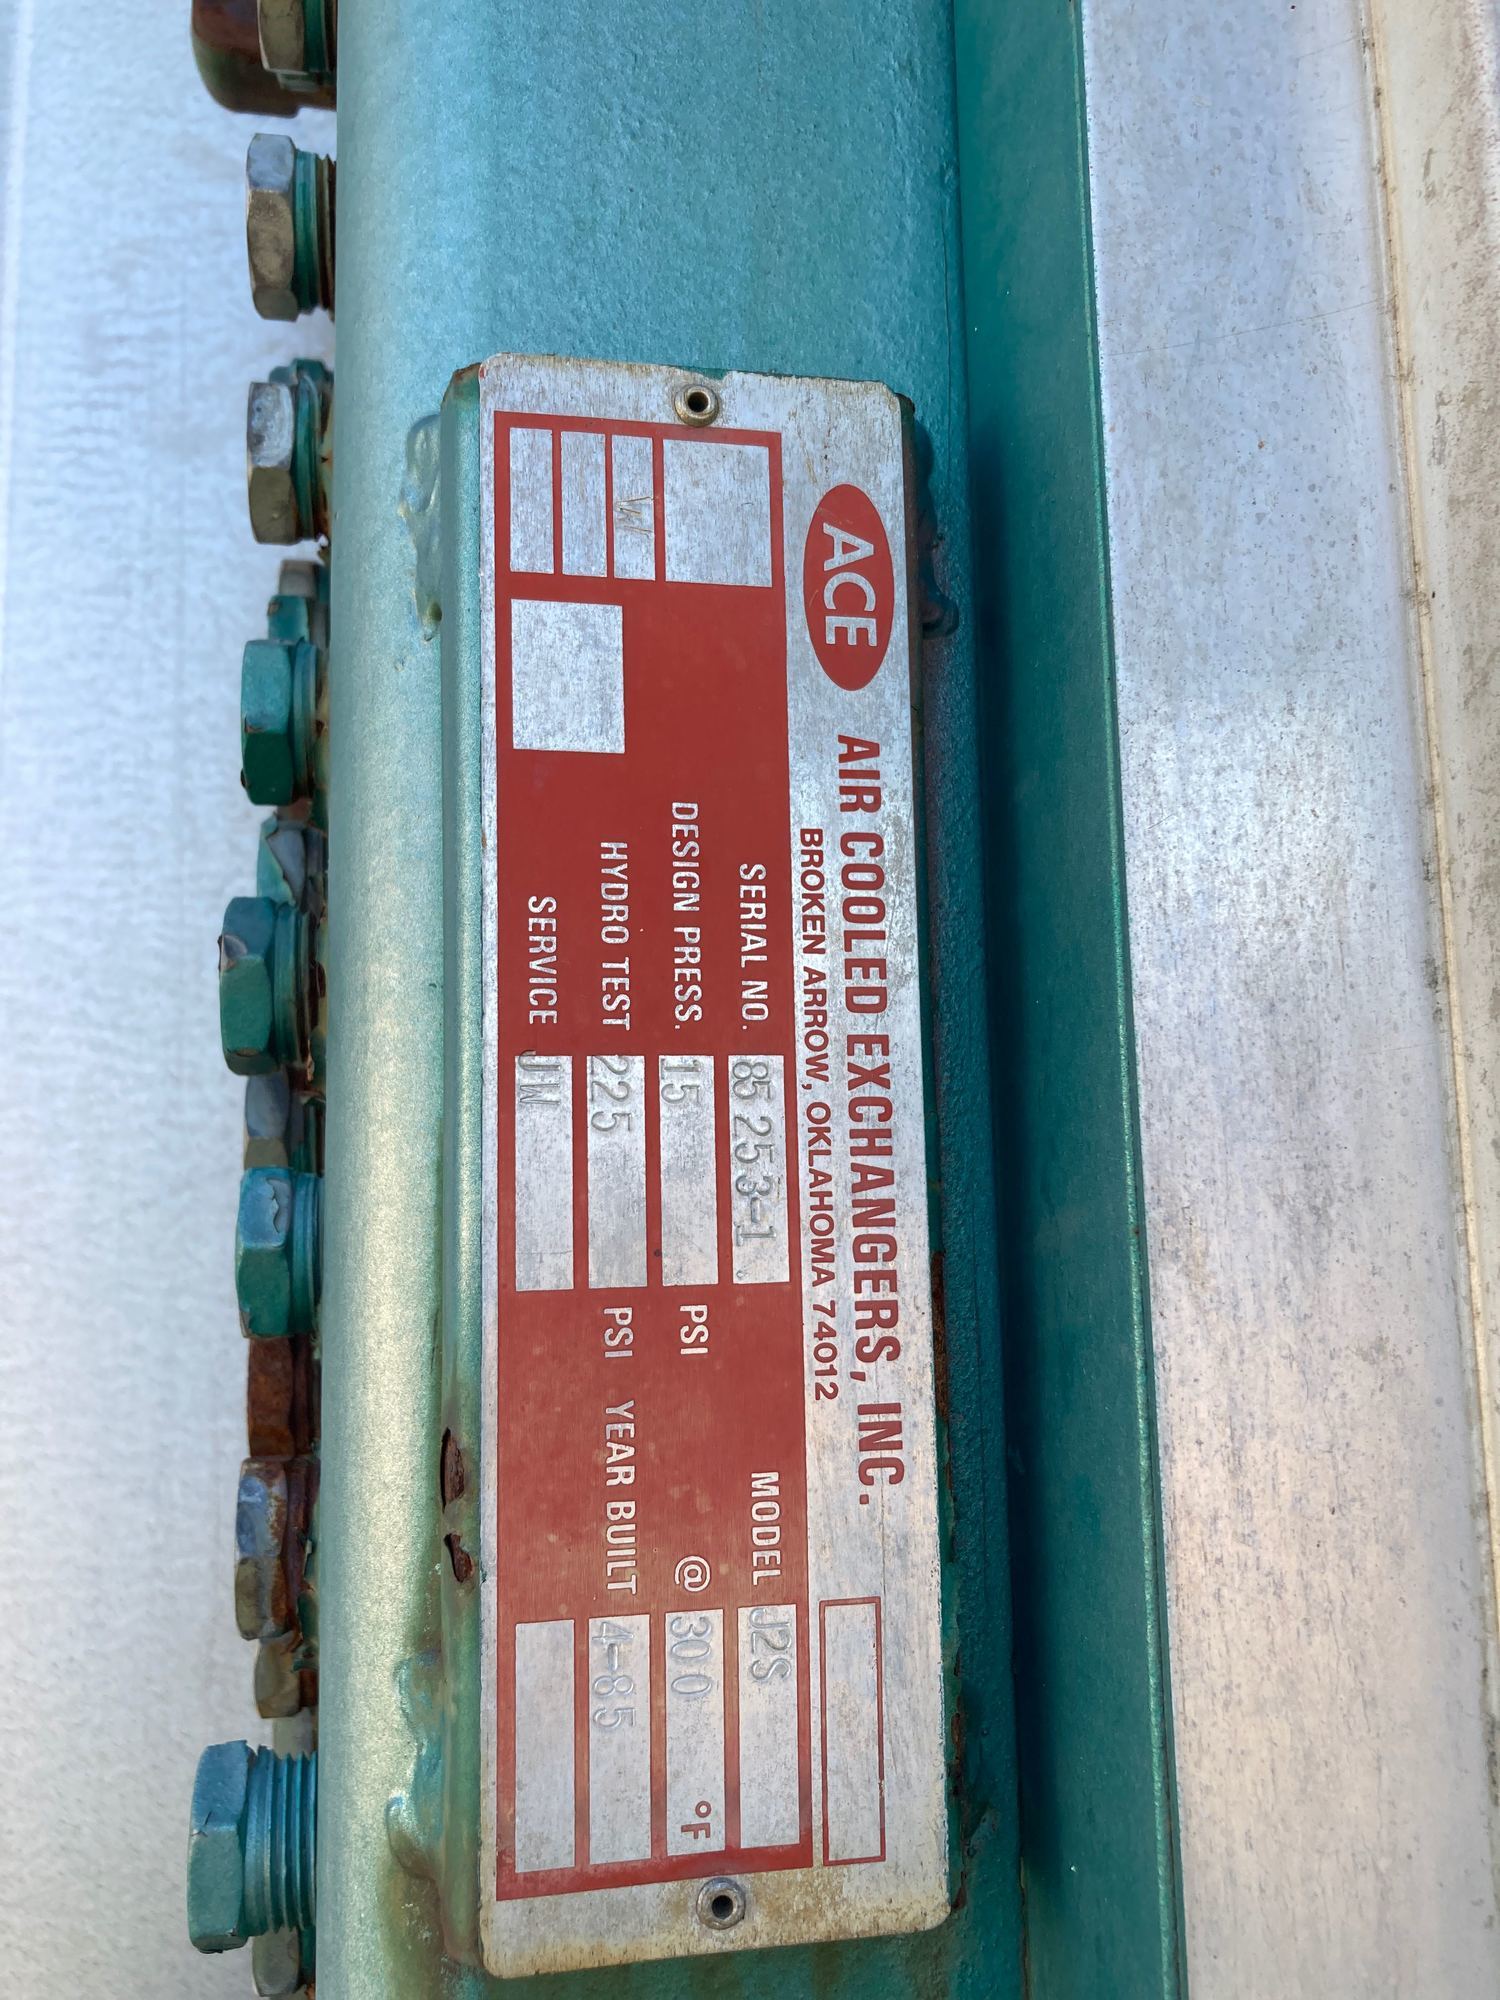 ACE AIR COOLED EXCHANGERS, INC.
BROKEN ARROW, OKLAHOMA 74012
SERIAL NO. 85253-1 MODEL J2S
DESIGN PRESS. 15 PSI @ 300 °F
W HYDRO TEST 225 PSI YEAR BUILT 4-85
SERVICE JW